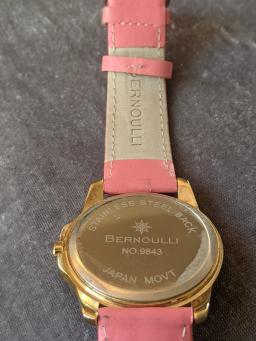 BERNOULLI
STAINLESS STEEL BACK
BERNOULLI
NO:9843
JAPAN MOVT